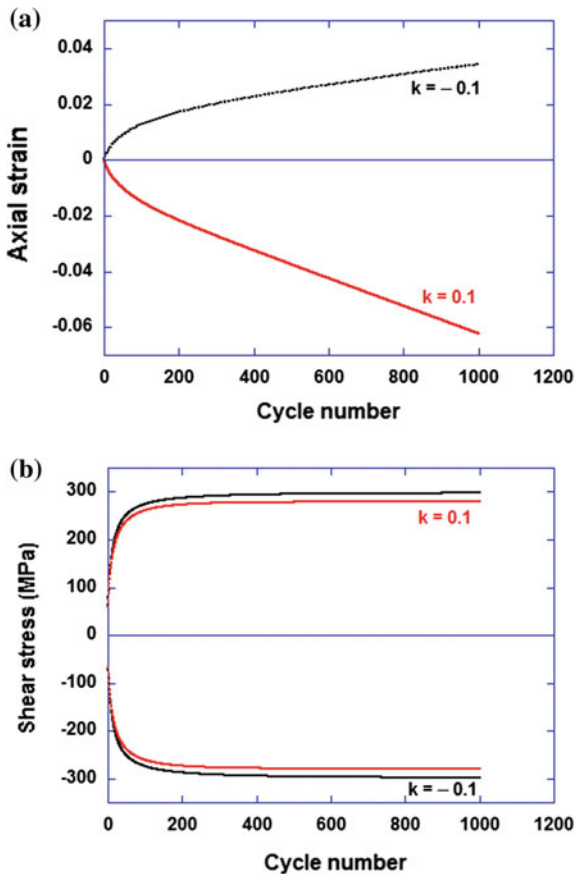 (a)
0.04
0.02
0
-0.02
-0.04
-0.06
Axial strain
k = – 0.1
k = 0.1
0 200 400 600 800 1000 1200
Cycle number
(b)
300
200
100
0
-100
-200
-300
Shear stress (MPa)
k = 0.1
k = – 0.1
0 200 400 600 800 1000 1200
Cycle number